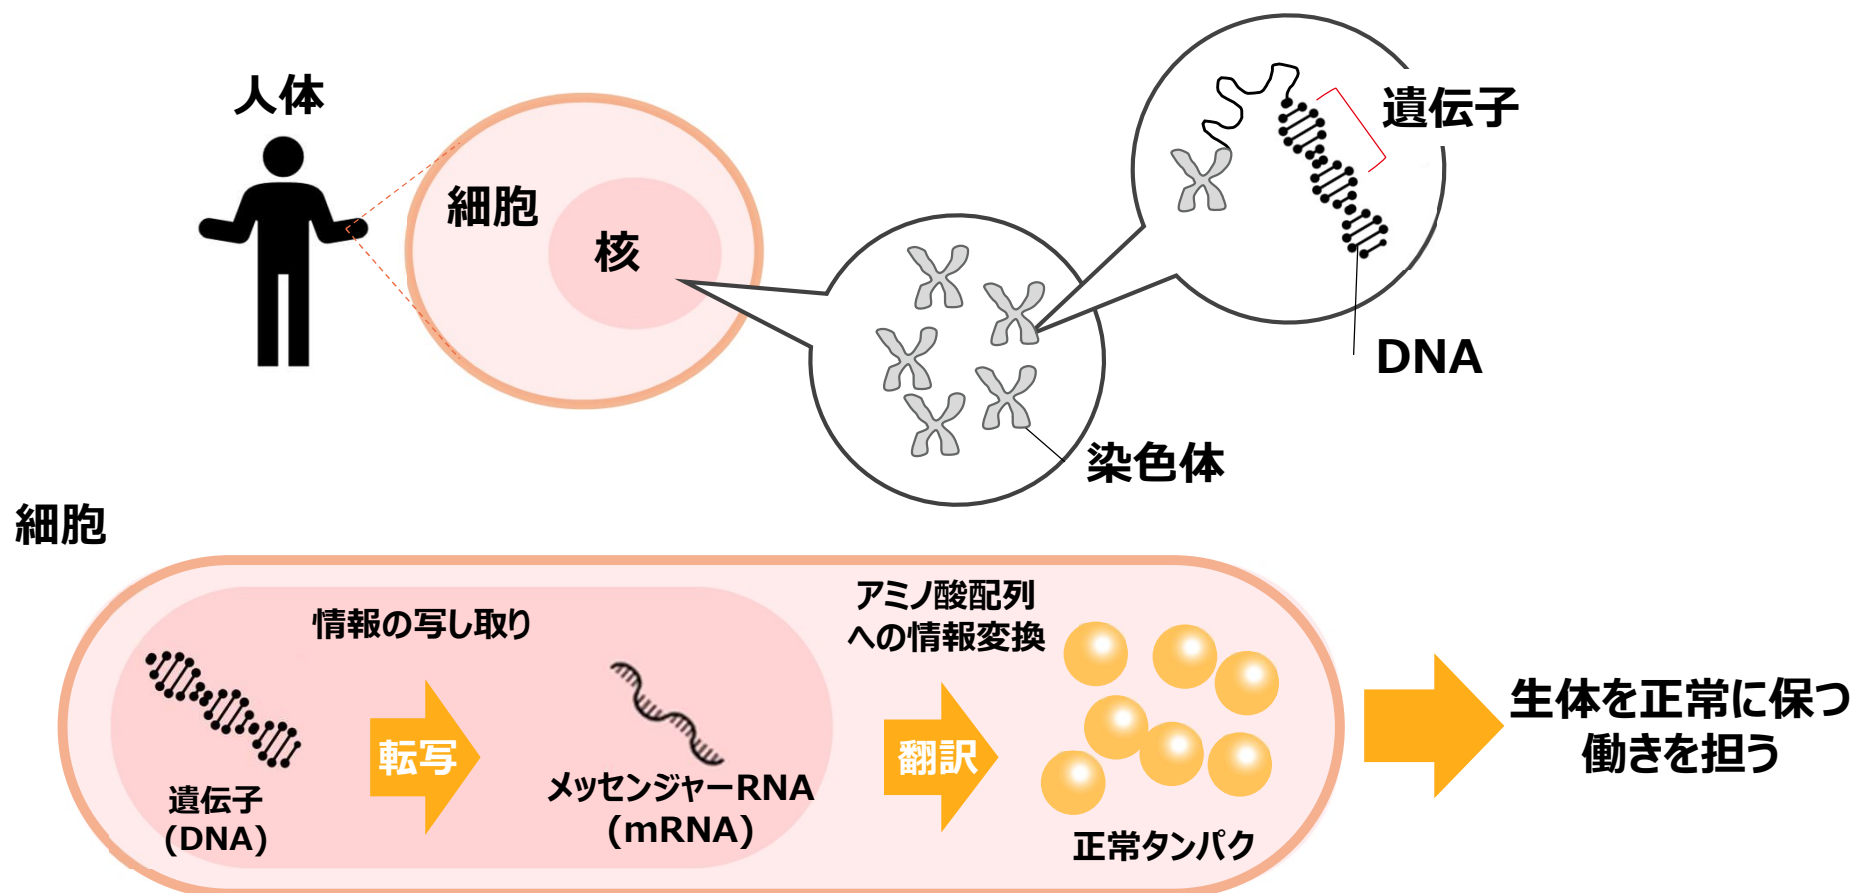 人体
細胞
核
遺伝子
DNA
染色体
細胞
情報の写し取り
アミノ酸配列
への情報変換
転写
翻訳
遺伝子
(DNA)
メッセンジャーRNA
(mRNA)
正常タンパク
生体を正常に保つ
働きを担う